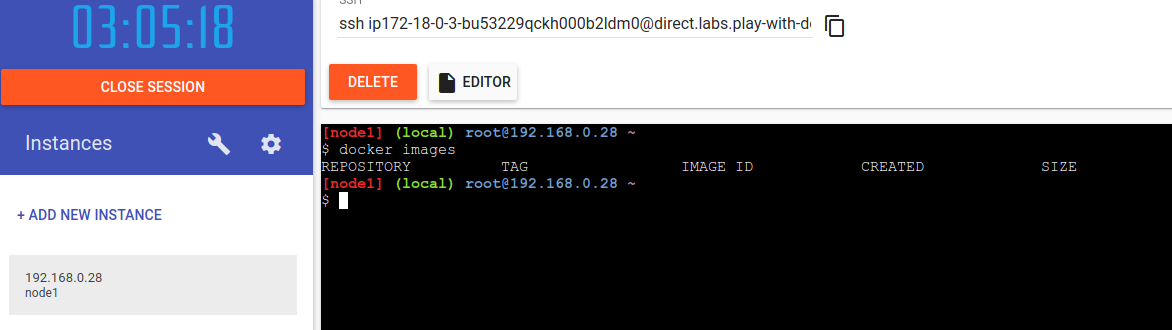 03:05:18
CLOSE SESSION
Instances
+ ADD NEW INSTANCE
192.168.0.28
node1
SSH
ssh ip172-18-0-3-bu53229qckh000b2ldm0@direct.labs.play-with-d
DELETE
EDITOR
[node1] (local) root@192.168.0.28 ~
$ docker images
REPOSITORY TAG IMAGE ID CREATED SIZE
[node1] (local) root@192.168.0.28 ~
$